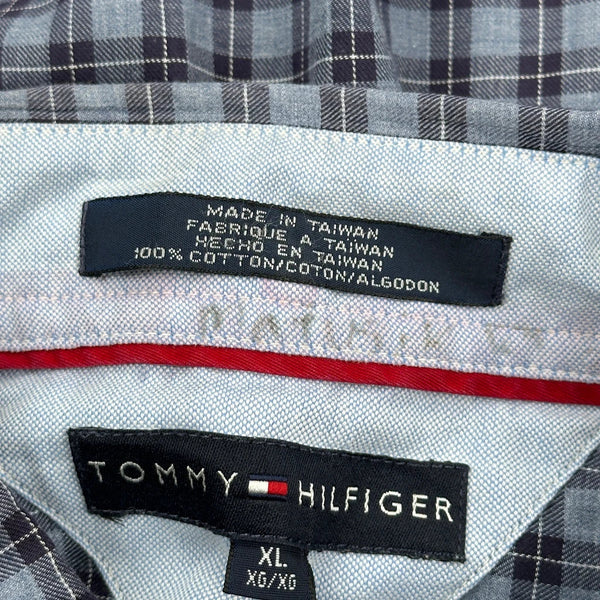 MADE IN TAIWAN
FABRIQUE A TAIWAN
HECHO EN TAIWAN
100% COTTON/COTON/ALGODON
TOMMY HILFIGER
XL
XG/XG